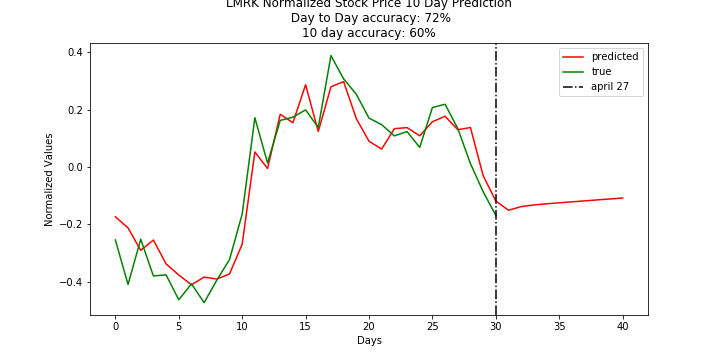 LMRK Normalized Stock Price 10 Day Prediction
Day to Day accuracy: 72%
10 day accuracy: 60%
0.4
0.2
0.0
−0.2
−0.4
Normalized Values
predicted
true
april 27
0 5 10 15 20 25 30 35 40
Days